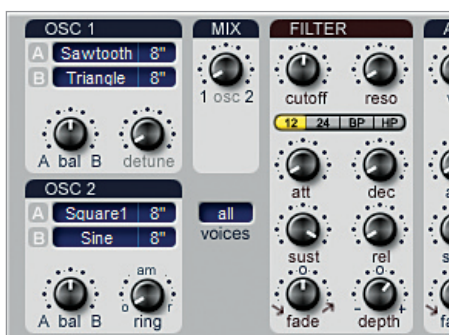 OSC 1
A Sawtooth 8"
B Triangle 8"
A bal B detune
OSC 2
A Square1 8"
B Sine 8"
am
o r
A bal B ring
MIX
1 osc 2
all
voices
FILTER
cutoff reso
12 24 BP HP
att dec
sust rel
o o
fade - depth +